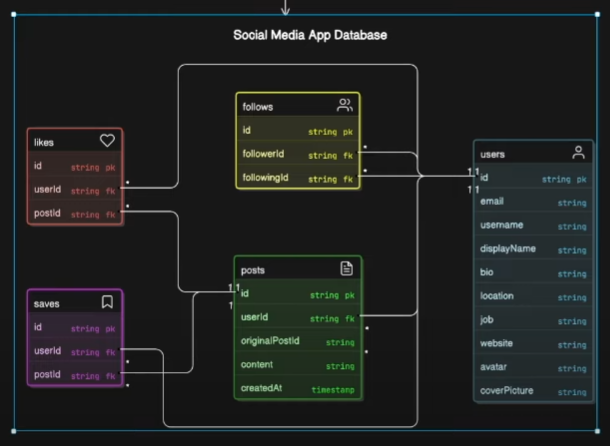 Social Media App Database
likes
id string pk
userId string fk
postId string fk
saves
id string pk
userId string fk
postId string fk
follows
id string pk
followerId string fk
followingId string fk
posts
id string pk
userId string fk
originalPostId string
content string
createdAt timestamp
users
id string pk
email string
username string
displayName string
bio string
location string
job string
website string
avatar string
coverPicture string
1 1
1
1 1
1 1